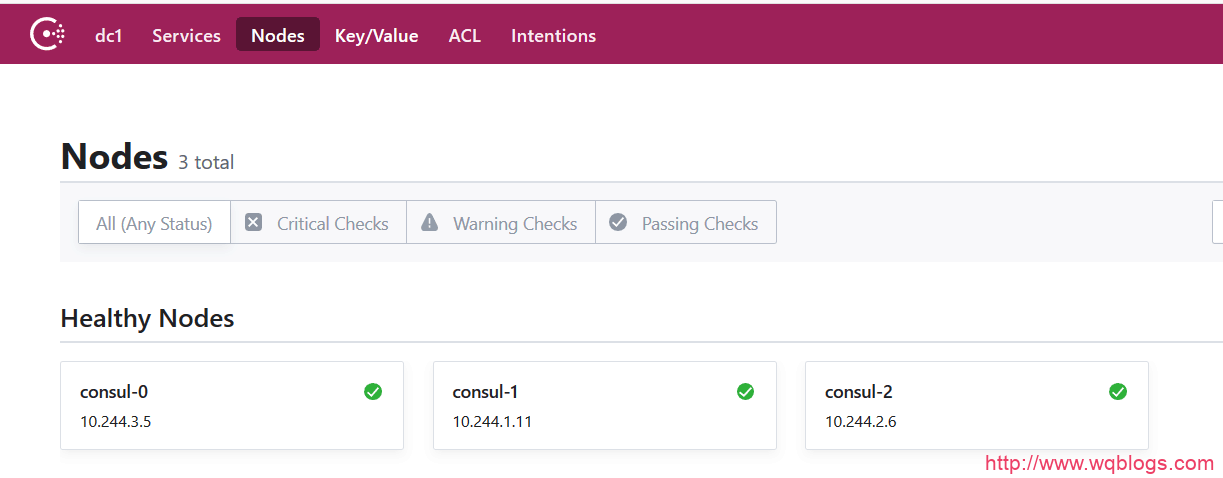 dc1 Services Nodes Key/Value ACL Intentions
Nodes 3 total
All (Any Status) Critical Checks Warning Checks Passing Checks
Healthy Nodes
consul-0 consul-1 consul-2
10.244.3.5 10.244.1.11 10.244.2.6
http://www.wqblogs.com